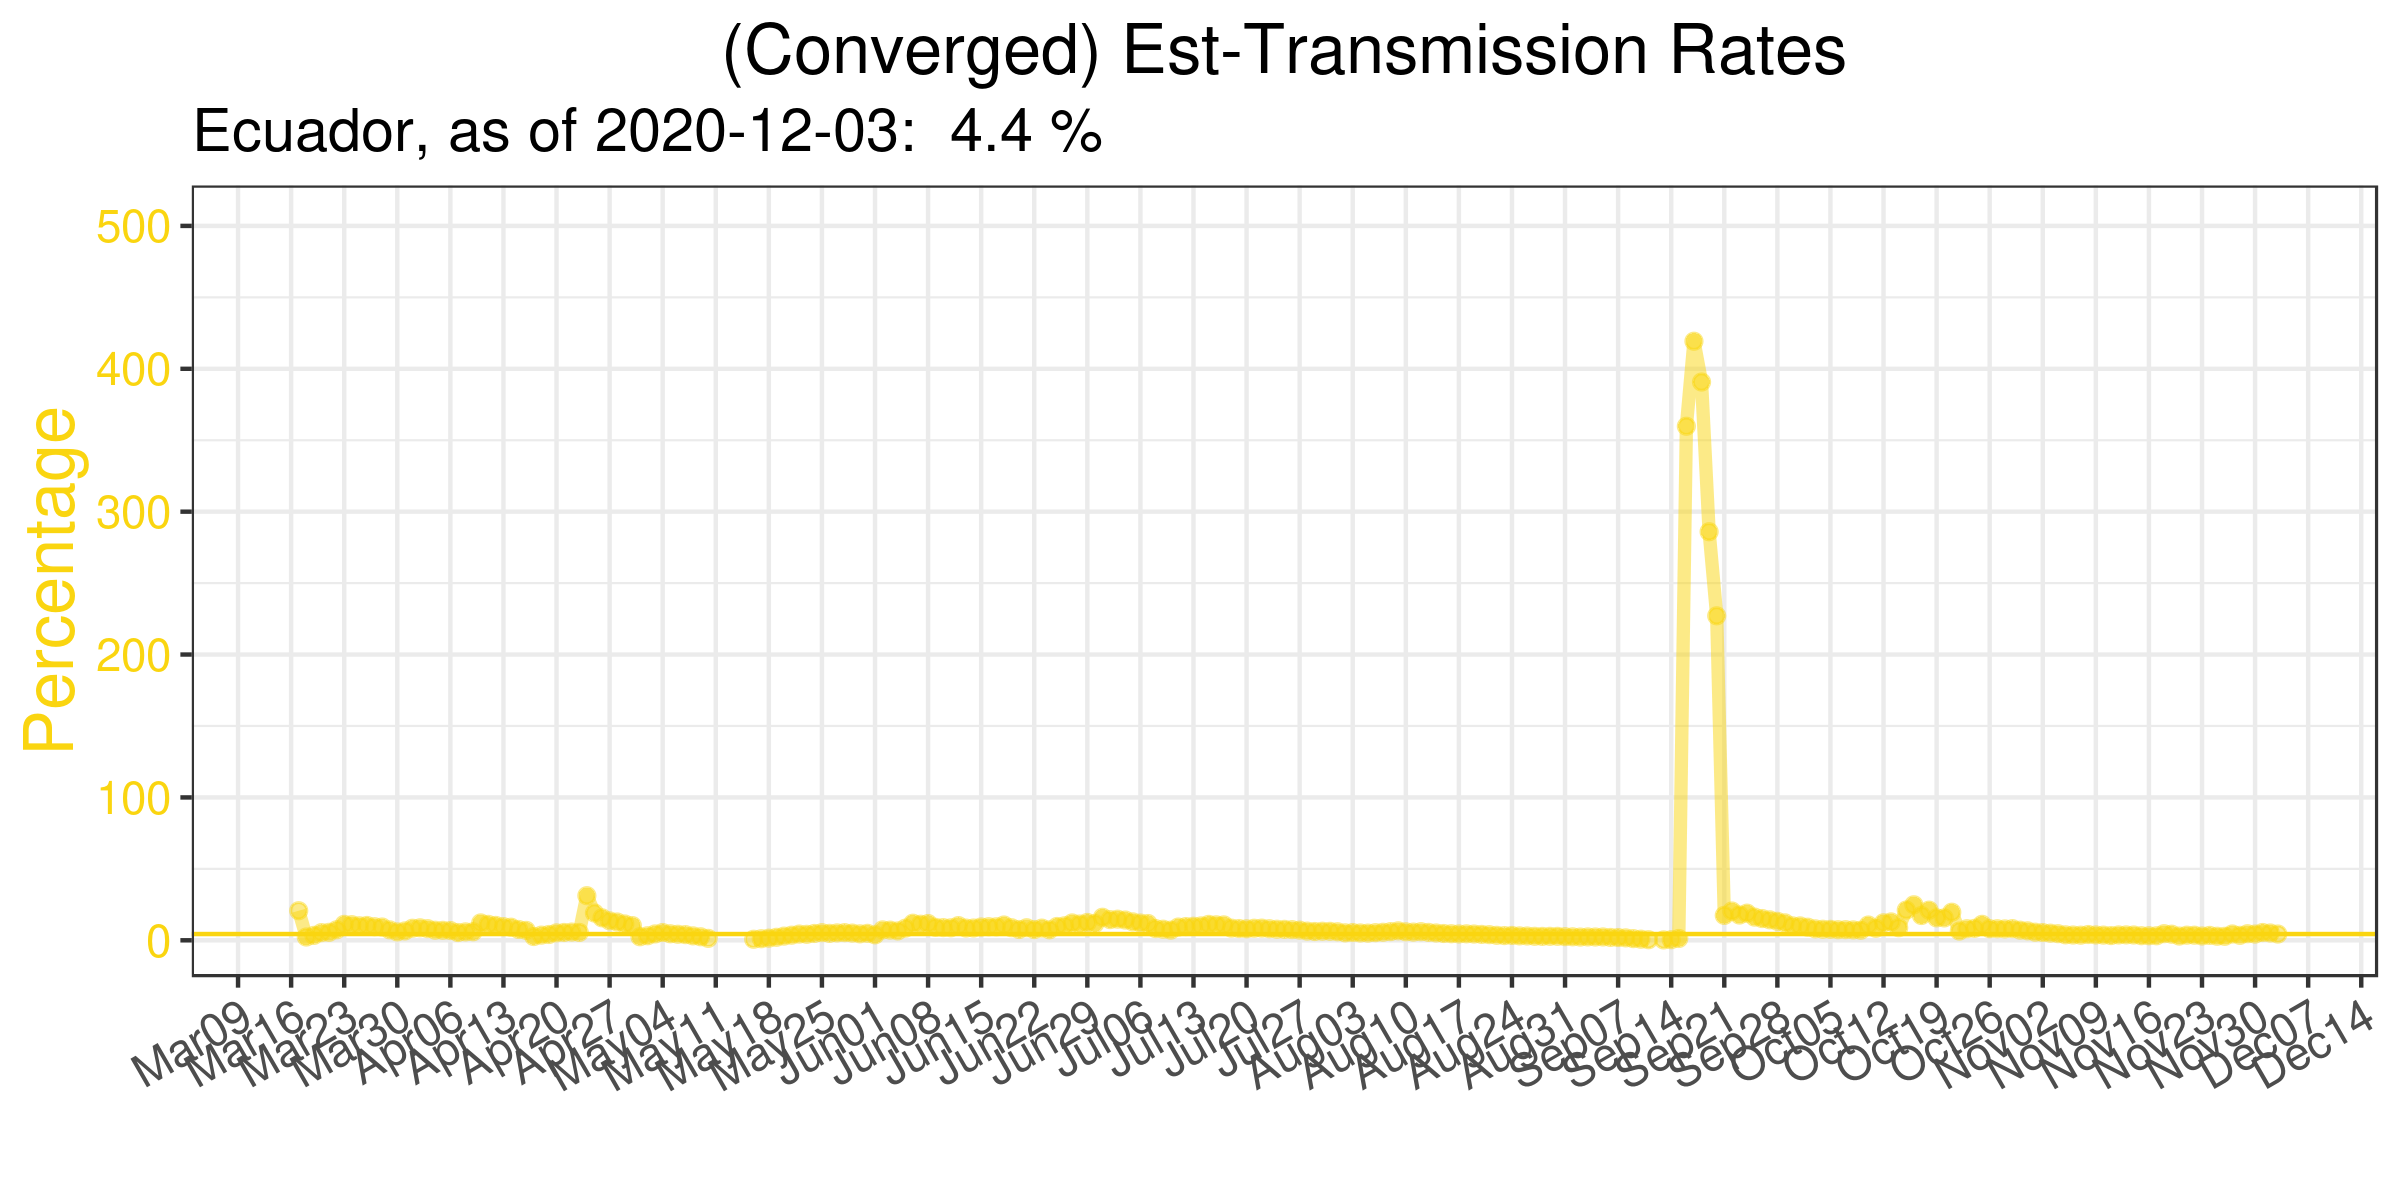 (Converged) Est-Transmission Rates
Ecuador, as of 2020-12-03:  4.4 %
Percentage
500
400
300
200
100
0
Mar09
Mar16
Mar23
Mar30
Apr06
Apr13
Apr20
Apr27
May04
May11
May18
May25
Jun01
Jun08
Jun15
Jun22
Jun29
Jul06
Jul13
Jul20
Jul27
Aug03
Aug10
Aug17
Aug24
Aug31
Sep07
Sep14
Sep21
Sep28
Oct05
Oct12
Oct19
Oct26
Nov02
Nov09
Nov16
Nov23
Nov30
Dec07
Dec14